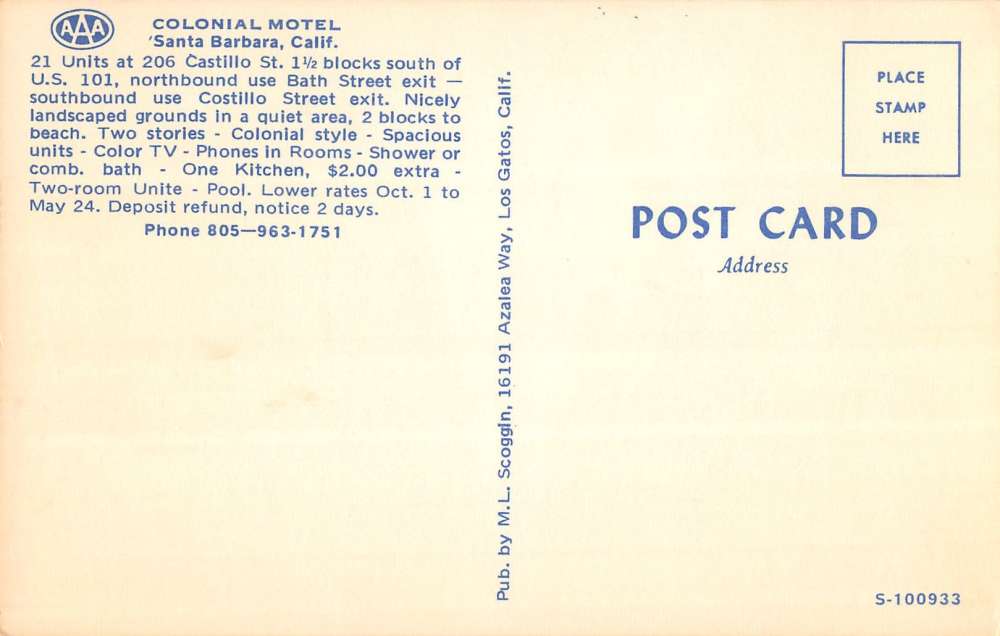 AAA
COLONIAL MOTEL
'Santa Barbara, Calif.
21 Units at 206 Castillo St. 1½ blocks south of
U.S. 101, northbound use Bath Street exit —
southbound use Costillo Street exit. Nicely
landscaped grounds in a quiet area, 2 blocks to
beach. Two stories - Colonial style - Spacious
units - Color TV - Phones in Rooms - Shower or
comb. bath - One Kitchen, $2.00 extra -
Two-room Unite - Pool. Lower rates Oct. 1 to
May 24. Deposit refund, notice 2 days.
Phone 805—963-1751
Pub. by M.L. Scoggin, 16191 Azalea Way, Los Gatos, Calif.
PLACE
STAMP
HERE
POST CARD
Address
S-100933